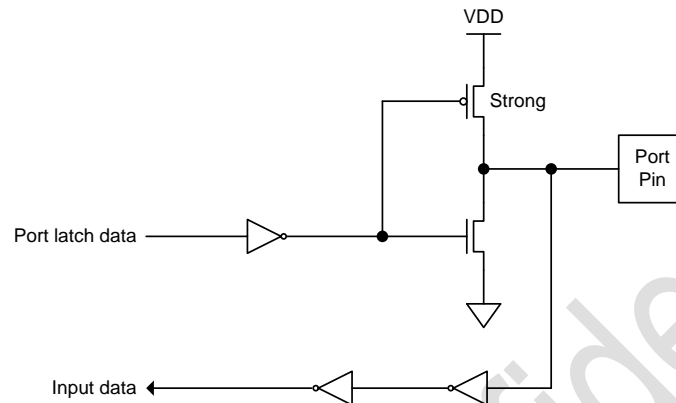 VDD
Strong
Port
Pin
Port latch data
Input data